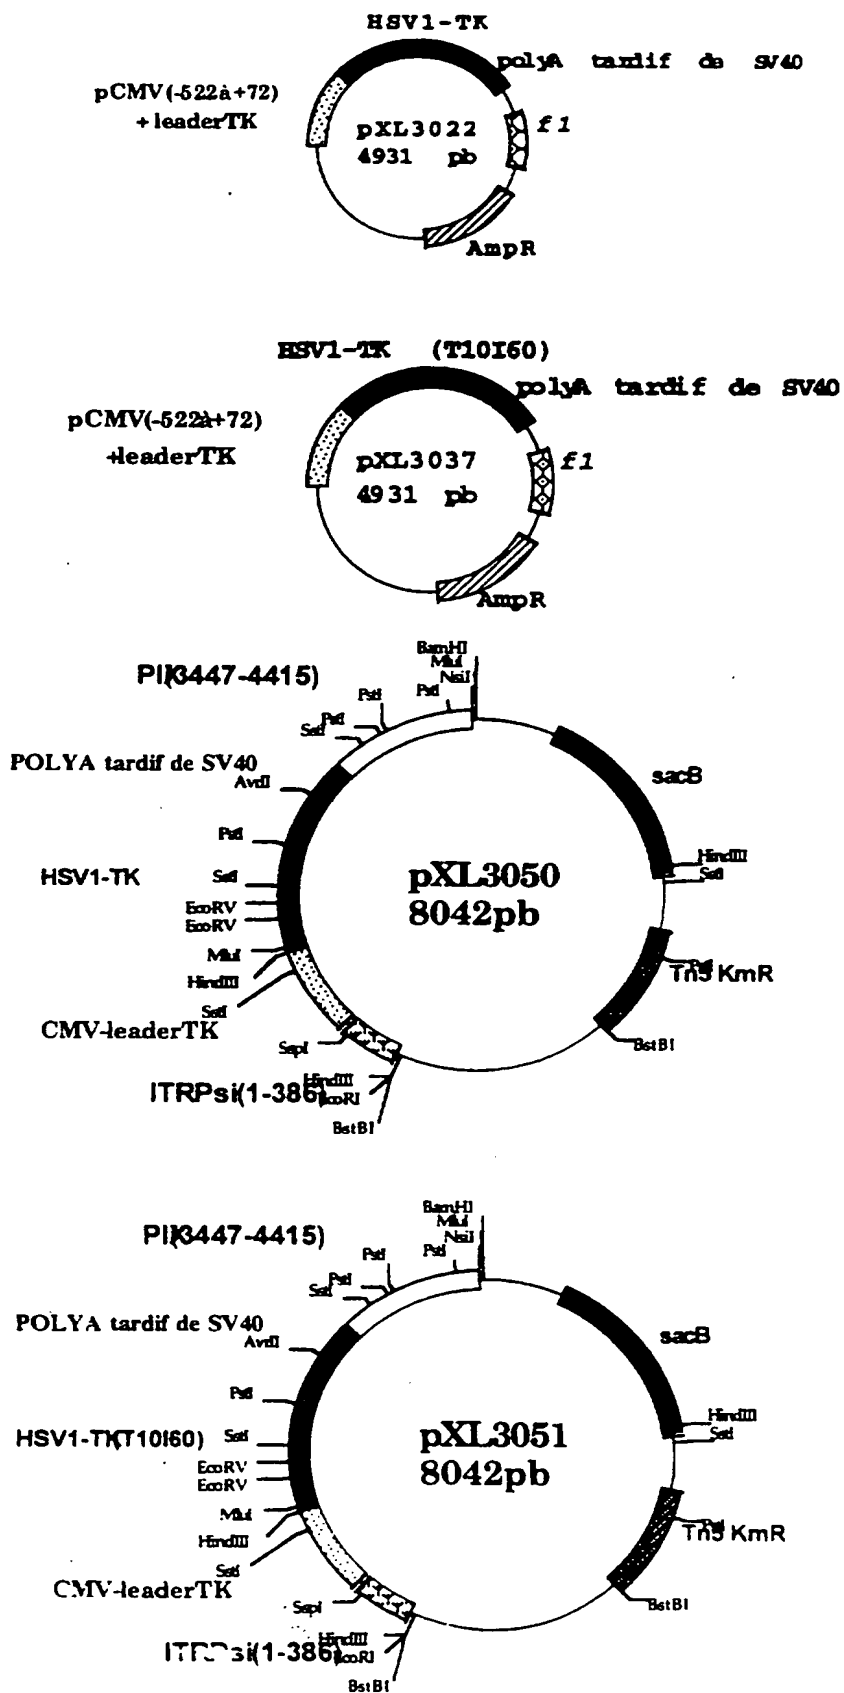 HSV1-TK
polyA tardif de SV40
pCMV(-522à+72)
+leaderTK
f1
pXL3022
4931 pb
AmpR
HSV1-TK (T10I60)
polyA tardif de SV40
pCMV(-522à+72)
+leaderTK
f1
pXL3037
4931 pb
AmpR
BamHI
MluI
NsiI
PstI
PIX(3447-4415)
PstI
PstI
SstI
POLYA tardif de SV40
AvrII
sacB
PstI
HSV1-TK
SstI
EcoRV
EcoRV
pXL3050
8042pb
HindIII
SstI
MluI
HindIII
SstI
Tn5 KmR
CMV-leaderTK
SspI
BstBI
HindIII
ITRPsi(1-386)
EcoRI
BstBI
BamHI
MluI
NsiI
PstI
PIX(3447-4415)
PstI
PstI
SstI
POLYA tardif de SV40
AvrII
sacB
PstI
HSV1-TK(T10I60)
SstI
EcoRV
EcoRV
pXL3051
8042pb
HindIII
SstI
MluI
HindIII
SstI
Tn5 KmR
CMV-leaderTK
SspI
BstBI
HindIII
(1-386)
EcoRI
BstBI